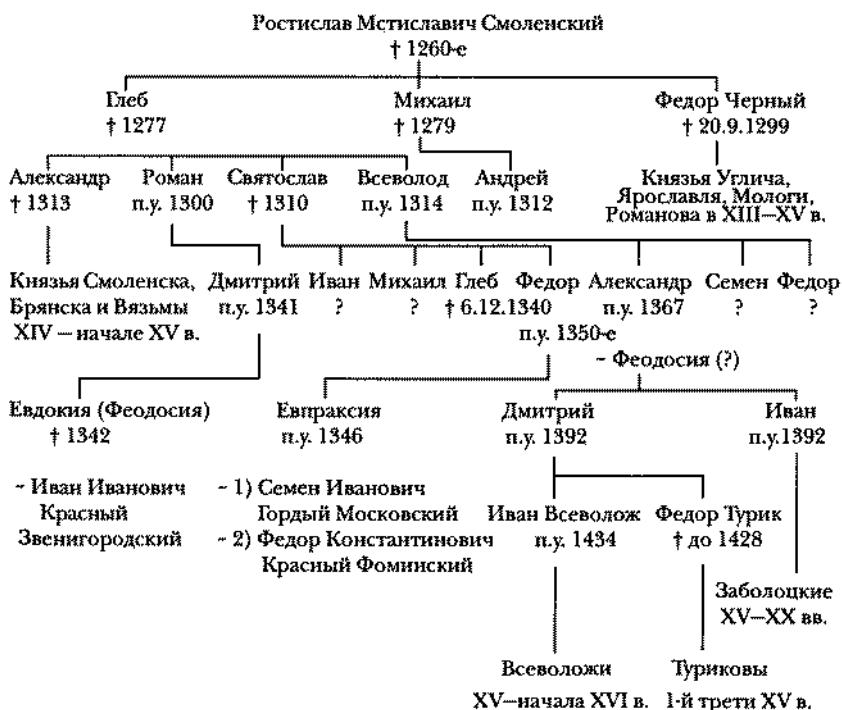 Ростислав Мстиславич Смоленский
† 1260-е
Глеб Михаил Федор Черный
† 1277 † 1279 † 20.9.1299
Александр Роман Святослав Всеволод Андрей Князья Углича,
† 1313 п.у. 1300 † 1310 п.у. 1314 п.у. 1312 Ярославля, Мологи,
Романова в XIII—XV в.
Князья Смоленска, Дмитрий Иван Михаил Глеб Федор Александр Семен Федор
Брянска и Вязьмы п.у. 1341 ? ? † 6.12.1340 п.у. 1367 ? ?
XIV — начале XV в. п.у. 1350-е
~ Феодосия (?)
Евдокия (Феодосия) Евпраксия Дмитрий Иван
† 1342 п.у. 1346 п.у. 1392 п.у.1392
~ Иван Иванович ~ 1) Семен Иванович
Красный Гордый Московский Иван Всеволож Федор Турик
Звенигородский ~ 2) Федор Константинович п.у. 1434 † до 1428
Красный Фоминский
Заболоцкие
XV—XX вв.
Всеволожи Туриковы
XV—начала XVI в. 1-й трети XV в.